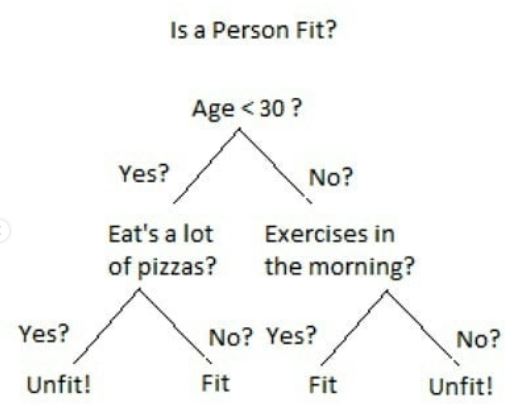 Is a Person Fit?
Age < 30 ?
Yes?
No?
Eat's a lot
of pizzas?
Exercises in
the morning?
Yes?
No?
Yes?
No?
Unfit!
Fit
Fit
Unfit!